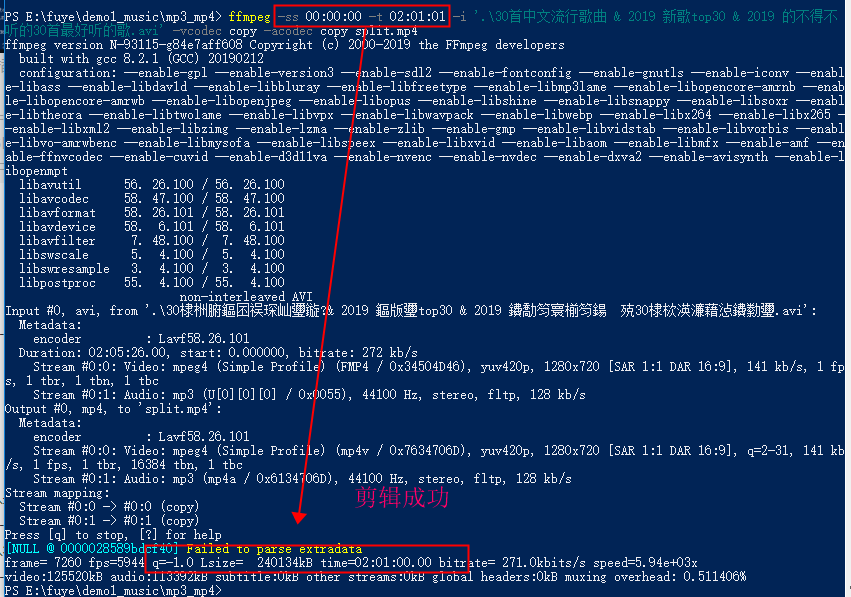 PS E:\fuye\demo1_music\mp3_mp4> ffmpeg -ss 00:00:00 -t 02:01:01 -i '.\30首中文流行歌曲 & 2019 新歌top30 & 2019 的不得不
听的30首最好听的歌.avi' -vcodec copy -acodec copy split.mp4
ffmpeg version N-93115-g84e7aff608 Copyright (c) 2000-2019 the FFmpeg developers
built with gcc 8.2.1 (GCC) 20190212
configuration: --enable-gpl --enable-version3 --enable-sdl2 --enable-fontconfig --enable-gnutls --enable-iconv --enabl
e-libass --enable-libdav1d --enable-libbluray --enable-libfreetype --enable-libmp3lame --enable-libopencore-amrnb --enabl
e-libopencore-amrwb --enable-libopenjpeg --enable-libopus --enable-libshine --enable-libsnappy --enable-libsoxr --enabl
e-libtheora --enable-libtwolame --enable-libvpx --enable-libwavpack --enable-libwebp --enable-libx264 --enable-libx265 -
-enable-libxml2 --enable-libzimg --enable-lzma --enable-zlib --enable-gmp --enable-libvidstab --enable-libvorbis --enabl
e-libvo-amrwbenc --enable-libmysofa --enable-libspeex --enable-libxvid --enable-libaom --enable-libmfx --enable-amf --en
able-ffnvcodec --enable-cuvid --enable-d3d11va --enable-nvenc --enable-nvdec --enable-dxva2 --enable-avisynth --enable-l
ibopenmpt
libavutil 56. 26.100 / 56. 26.100
libavcodec 58. 47.100 / 58. 47.100
libavformat 58. 26.101 / 58. 26.101
libavdevice 58. 6.101 / 58. 6.101
libavfilter 7. 48.100 / 7. 48.100
libswscale 5. 4.100 / 5. 4.100
libswresample 3. 4.100 / 3. 4.100
libpostproc 55. 4.100 / 55. 4.100
non-interleaved AVI
Input #0, avi, from '.\30 & 2019 top30 & 2019 30 .avi':
Metadata:
encoder : Lavf58.26.101
Duration: 02:05:26.00, start: 0.000000, bitrate: 272 kb/s
Stream #0:0: Video: mpeg4 (Simple Profile) (FMP4 / 0x34504D46), yuv420p, 1280x720 [SAR 1:1 DAR 16:9], 141 kb/s, 1 fp
s, 1 tbr, 1 tbn, 1 tbc
Stream #0:1: Audio: mp3 (U[0][0][0] / 0x0055), 44100 Hz, stereo, fltp, 128 kb/s
Output #0, mp4, to 'split.mp4':
Metadata:
encoder : Lavf58.26.101
Stream #0:0: Video: mpeg4 (Simple Profile) (mp4v / 0x7634706D), yuv420p, 1280x720 [SAR 1:1 DAR 16:9], q=2-31, 141 kb
/s, 1 fps, 1 tbr, 16384 tbn, 1 tbc
Stream #0:1: Audio: mp3 (mp4a / 0x6134706D), 44100 Hz, stereo, fltp, 128 kb/s
Stream mapping:
剪辑成功
Stream #0:0 -> #0:0 (copy)
Stream #0:1 -> #0:1 (copy)
Press [q] to stop, [?] for help
[NULL @ 0000028589bdcf40] Failed to parse extradata
frame= 7260 fps=5944 q=-1.0 Lsize= 240134kB time=02:01:00.00 bitrate= 271.0kbits/s speed=5.94e+03x
video:125520kB audio:113392kB subtitle:0kB other streams:0kB global headers:0kB muxing overhead: 0.511406%
PS E:\fuye\demo1_music\mp3_mp4>